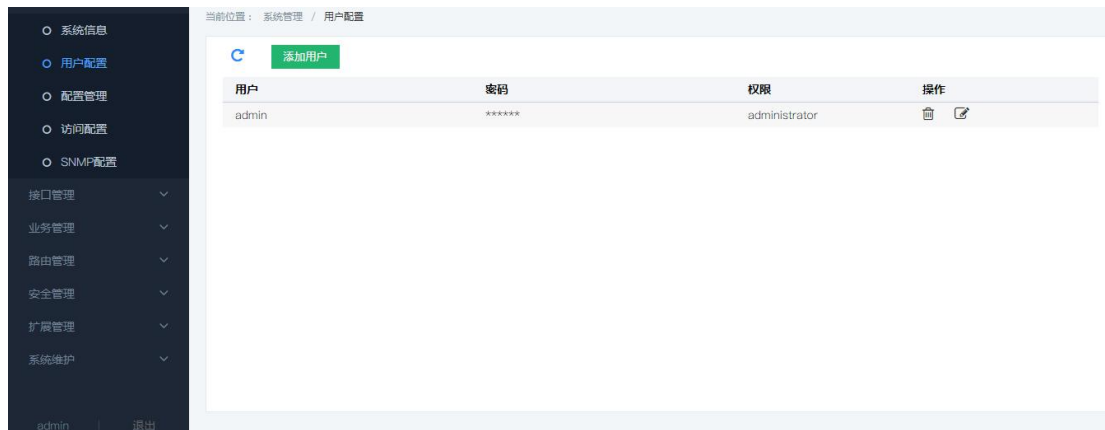 当前位置： 系统管理 / 用户配置
系统信息
用户配置
配置管理
访问配置
SNMP配置
接口管理
业务管理
路由管理
安全管理
扩展管理
系统维护
admin | 退出
添加用户
用户 密码 权限 操作
admin ****** administrator